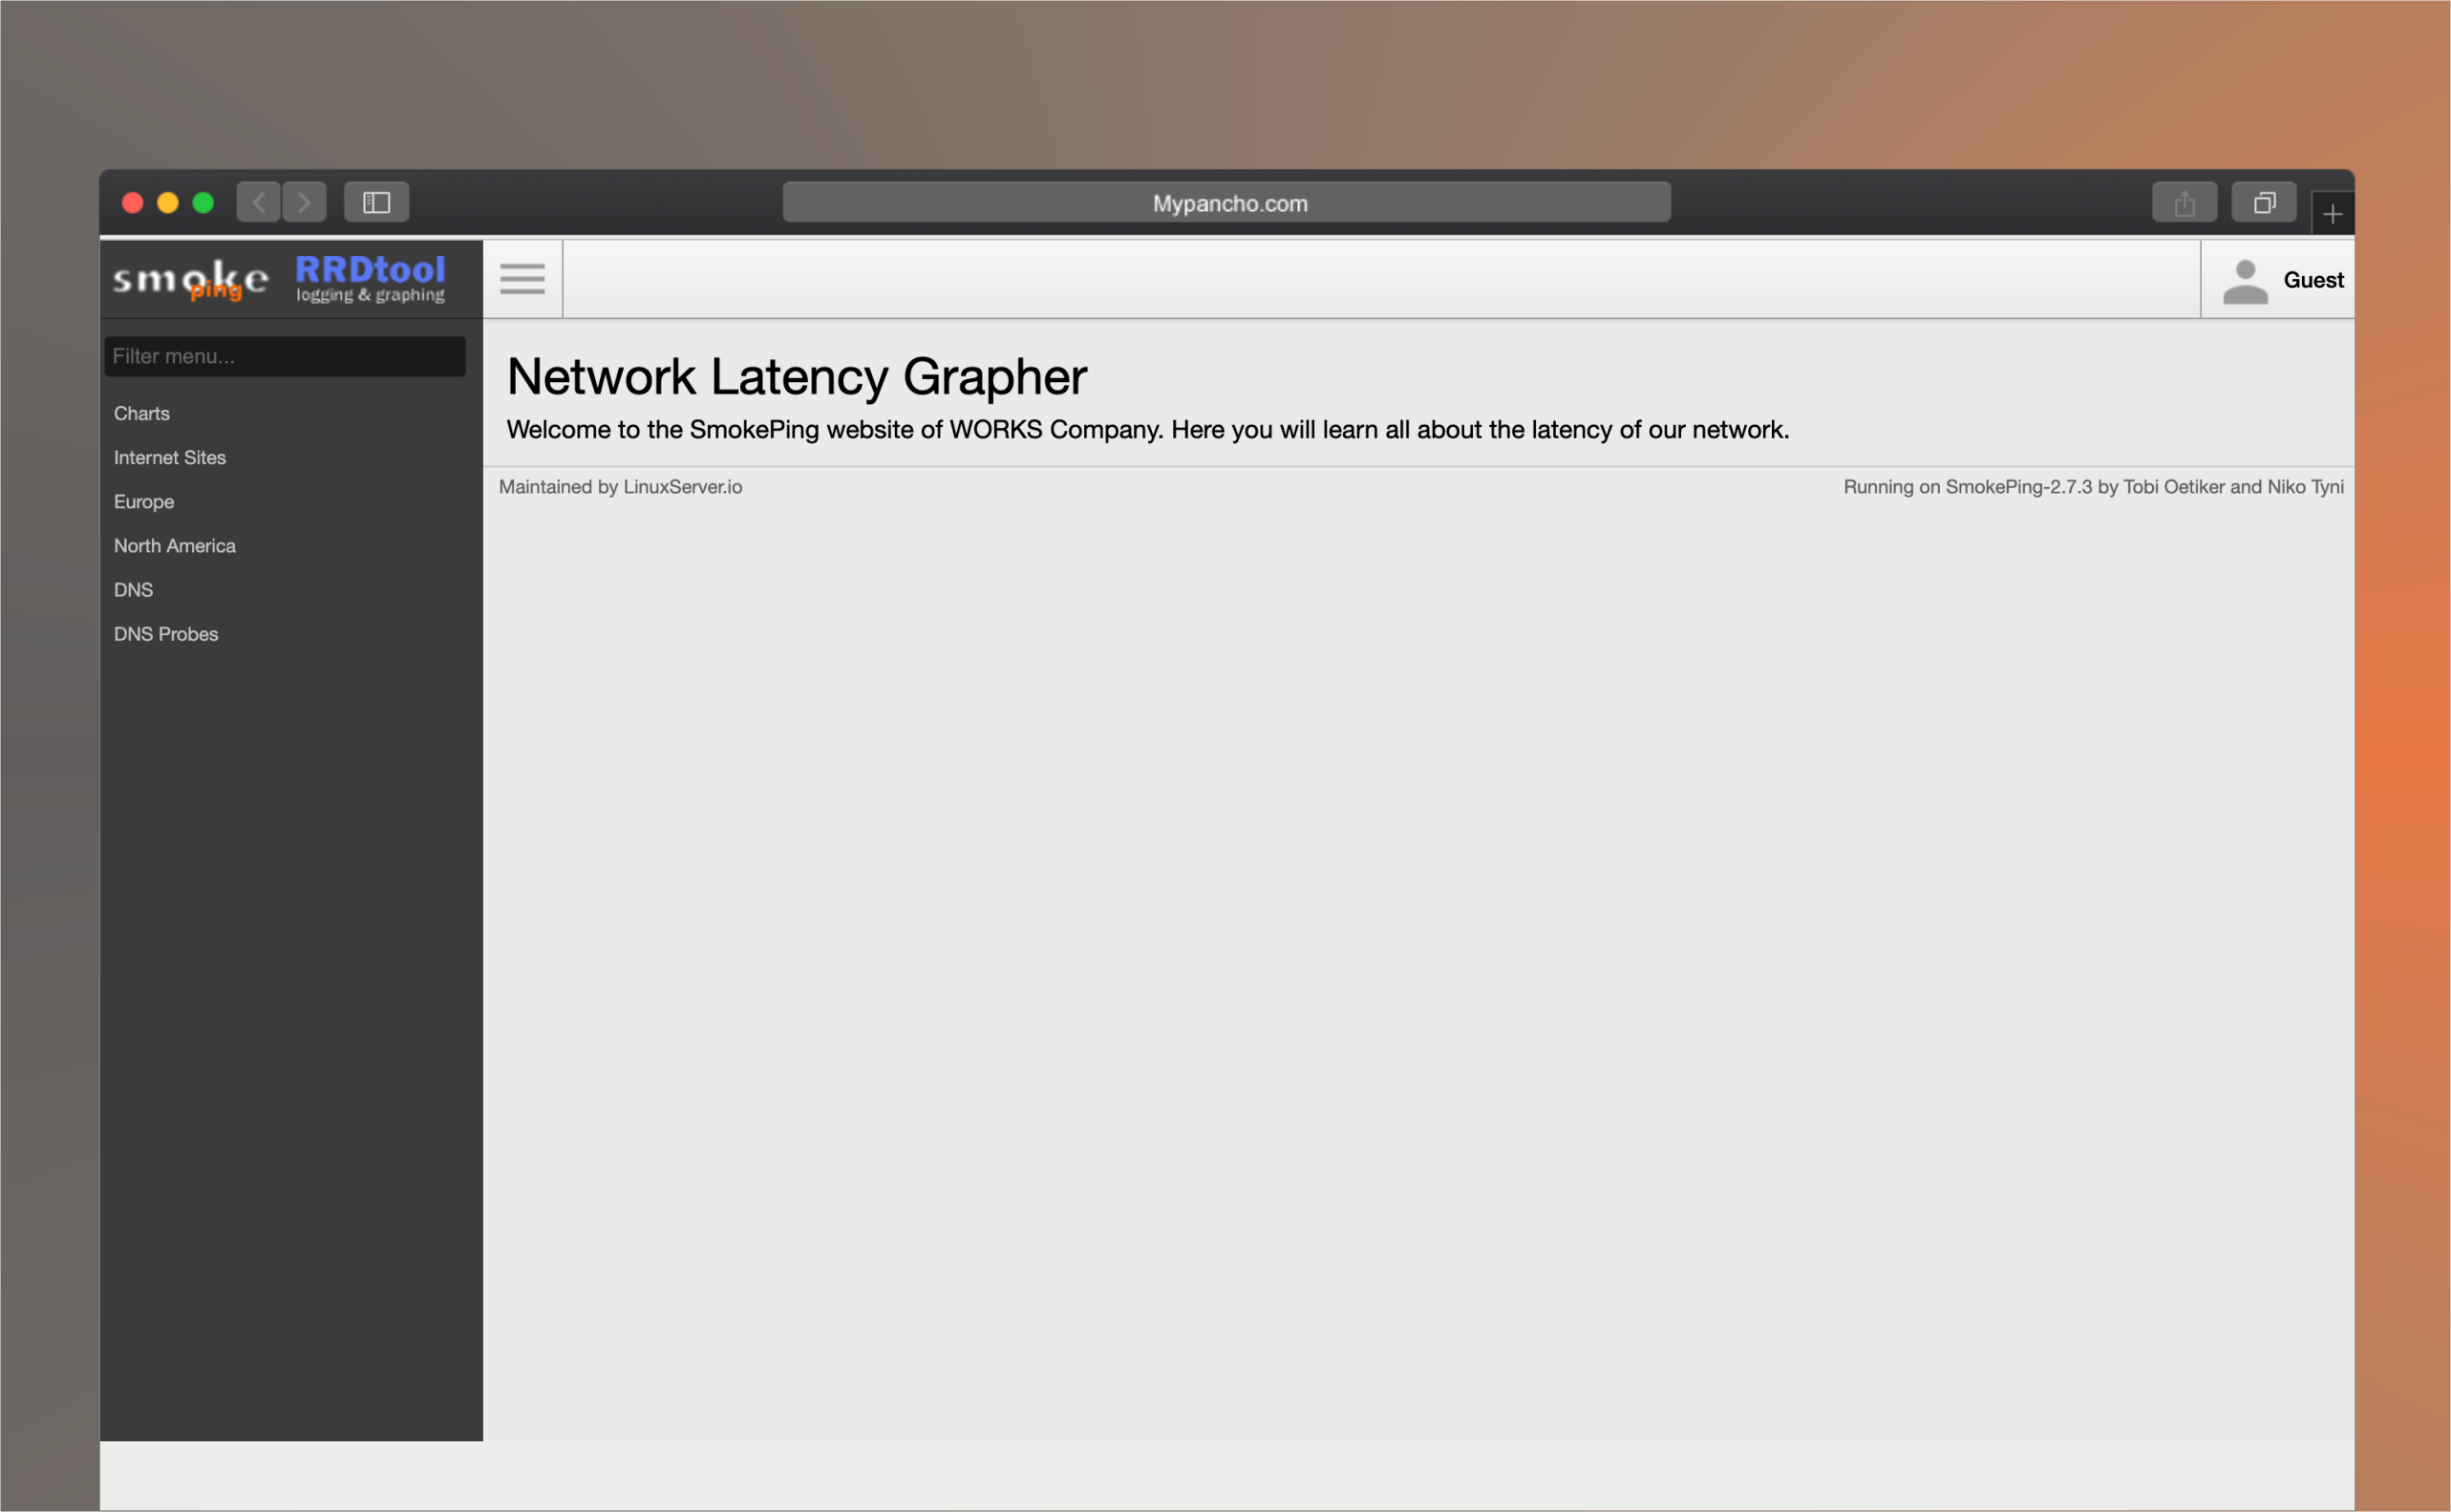 Mypancho.com
smoke
ping
RRDtool
logging & graphing
Guest
Filter menu...
Charts
Internet Sites
Europe
North America
DNS
DNS Probes
Network Latency Grapher
Welcome to the SmokePing website of WORKS Company. Here you will learn all about the latency of our network.
Maintained by LinuxServer.io
Running on SmokePing-2.7.3 by Tobi Oetiker and Niko Tyni